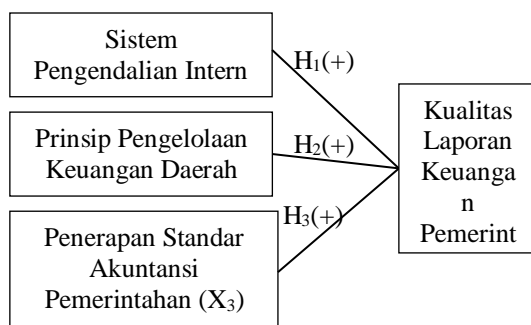 Sistem
Pengendalian Intern
H1(+)
Prinsip Pengelolaan
Keuangan Daerah
H2(+)
Penerapan Standar
Akuntansi
Pemerintahan (X3)
H3(+)
Kualitas
Laporan
Keuanga
n
Pemerint